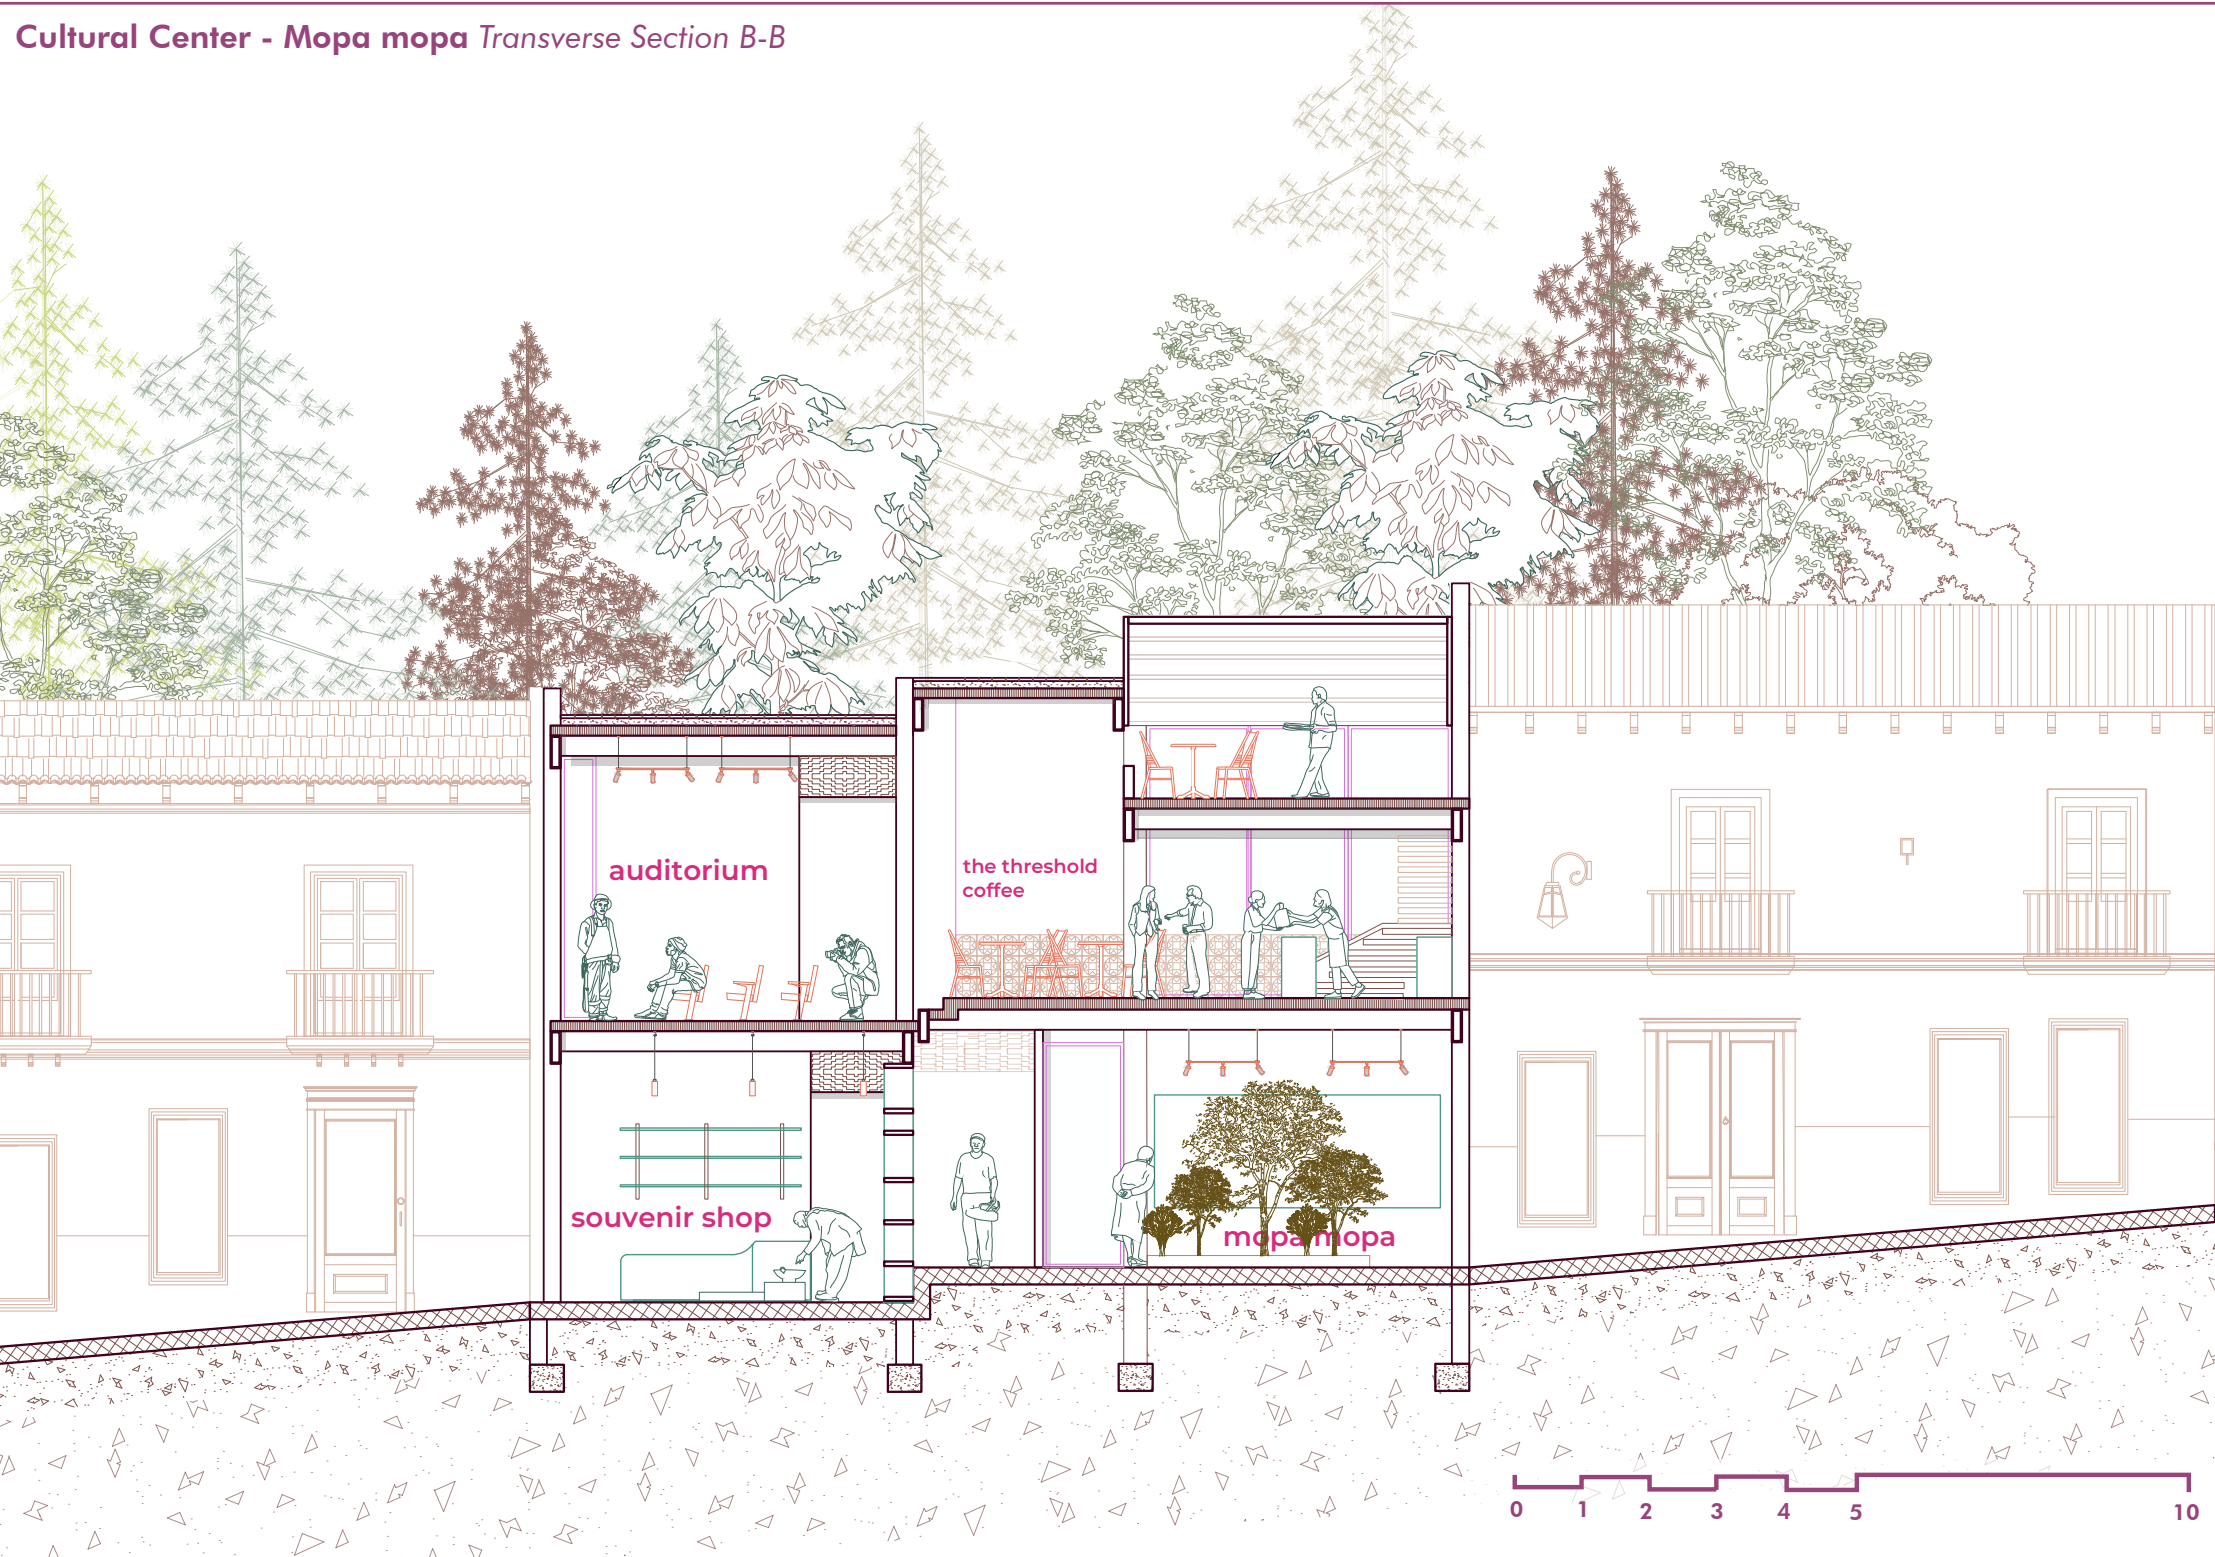 Cultural Center - Mopa mopa Transverse Section B-B
auditorium
the threshold
coffee
souvenir shop
mopa mopa
0 1 2 3 4 5 10